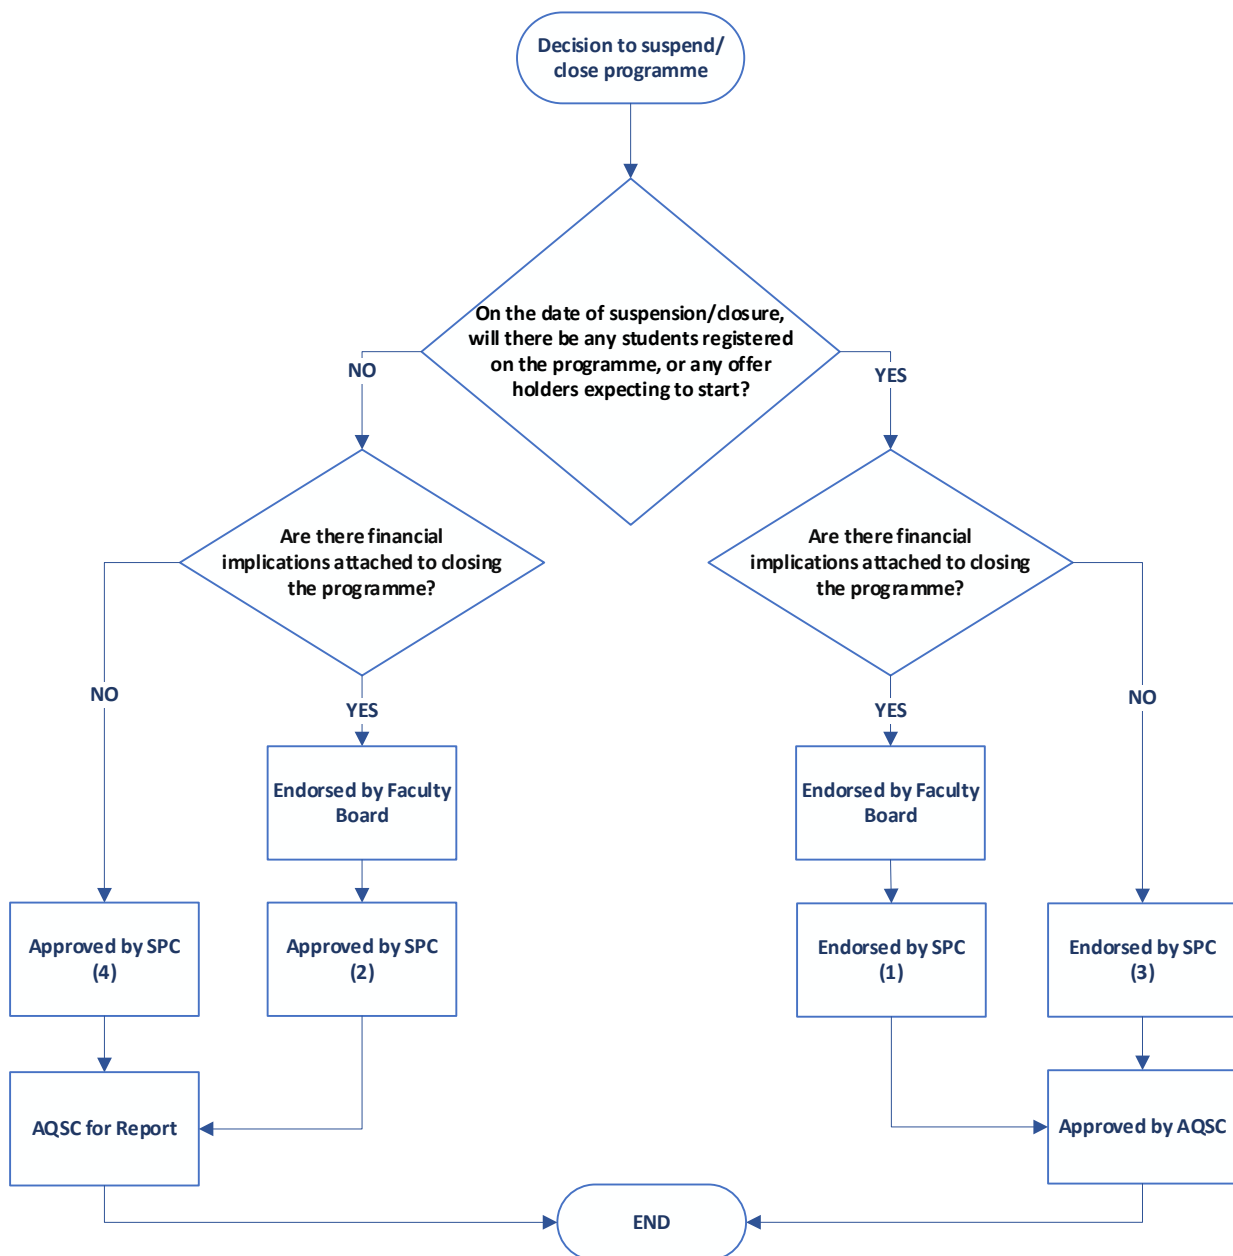 Decision to suspend/
close programme
On the date of suspension/closure,
will there be any students registered
on the programme, or any offer
holders expecting to start?
NO
YES
Are there financial
implications attached to closing
the programme?
Are there financial
implications attached to closing
the programme?
NO
YES
YES
NO
Endorsed by Faculty
Board
Endorsed by Faculty
Board
Approved by SPC
(4)
Approved by SPC
(2)
Endorsed by SPC
(1)
Endorsed by SPC
(3)
AQSC for Report
Approved by AQSC
END